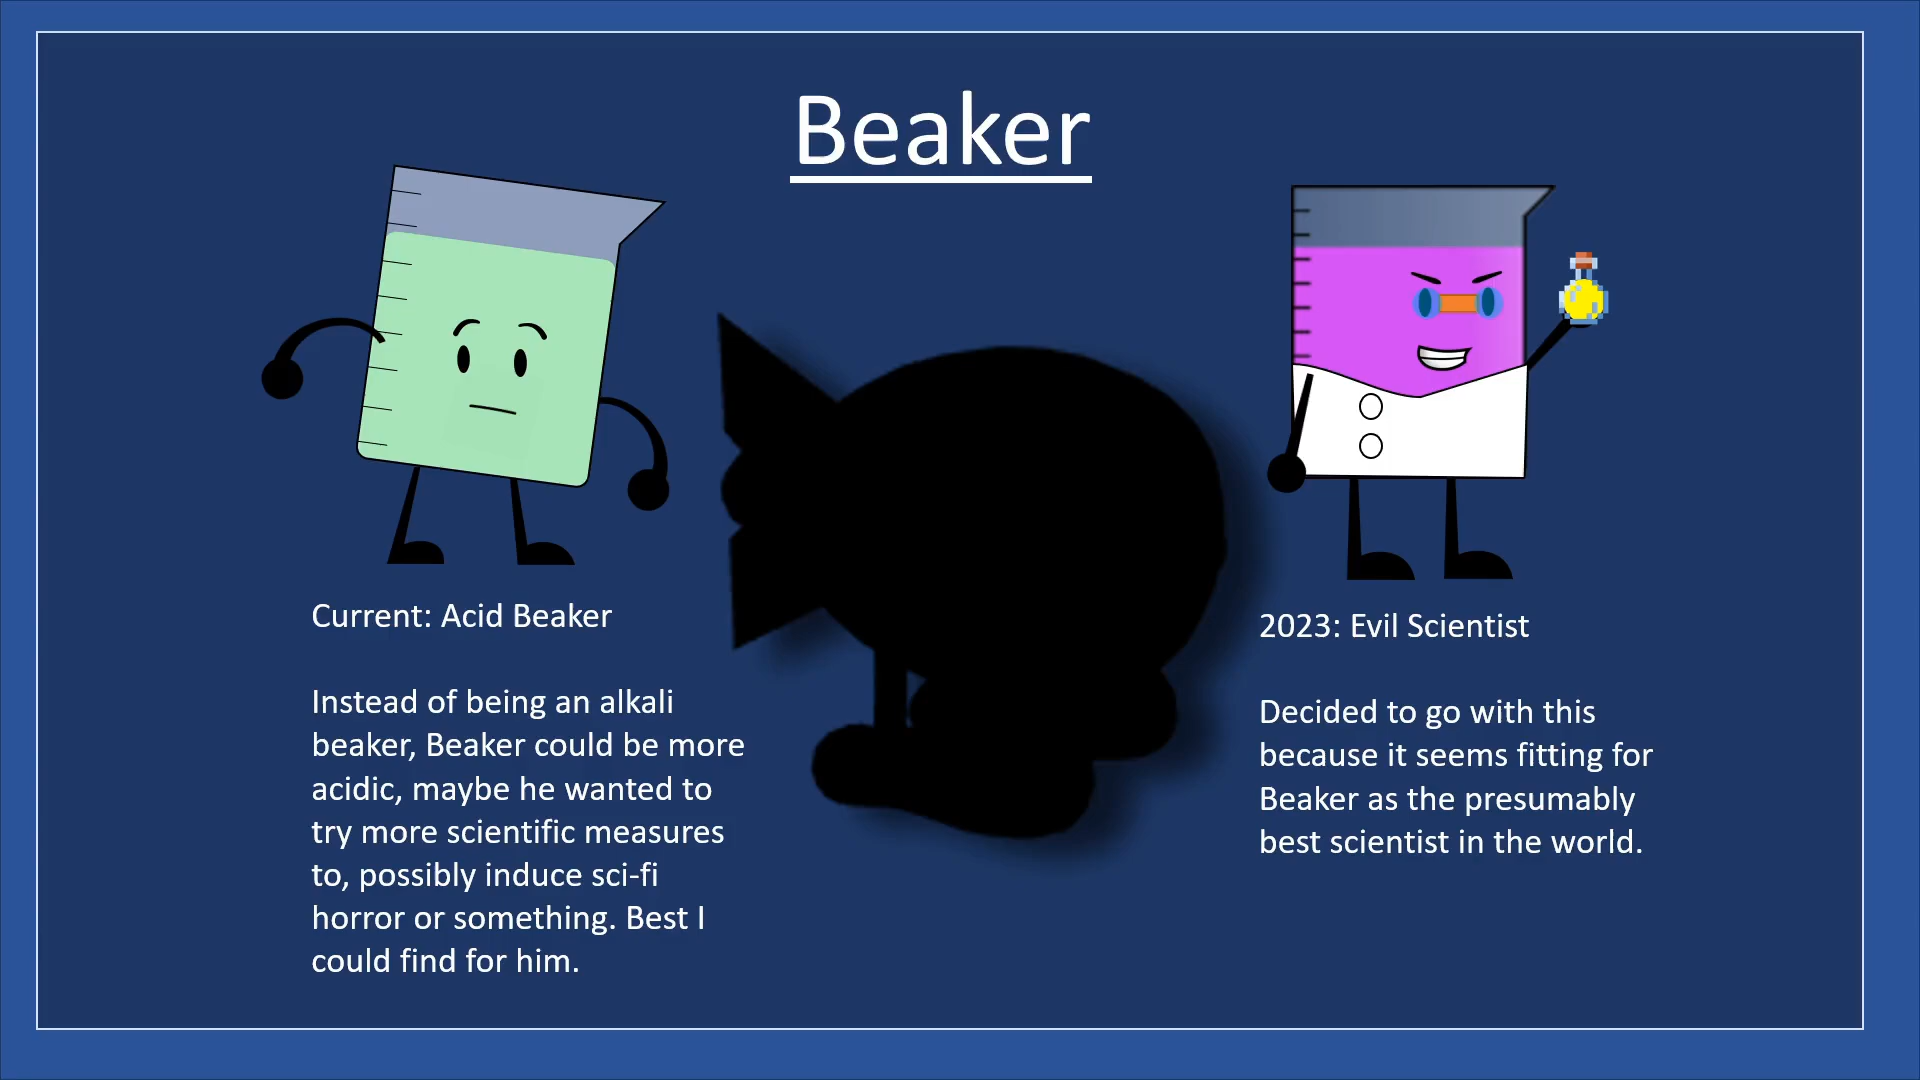 Beaker
Current: Acid Beaker
Instead of being an alkali
beaker, Beaker could be more
acidic, maybe he wanted to
try more scientific measures
to, possibly induce sci-fi
horror or something. Best I
could find for him.
2023: Evil Scientist
Decided to go with this
because it seems fitting for
Beaker as the presumably
best scientist in the world.